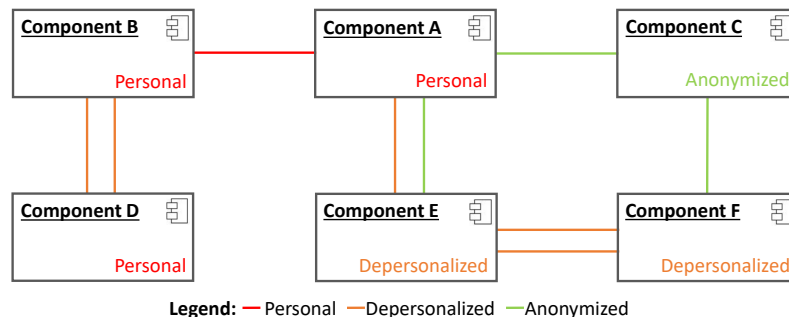 Component B
Personal
Component A
Personal
Component C
Anonymized
Component D
Personal
Component E
Depersonalized
Component F
Depersonalized
Legend: Personal Depersonalized Anonymized